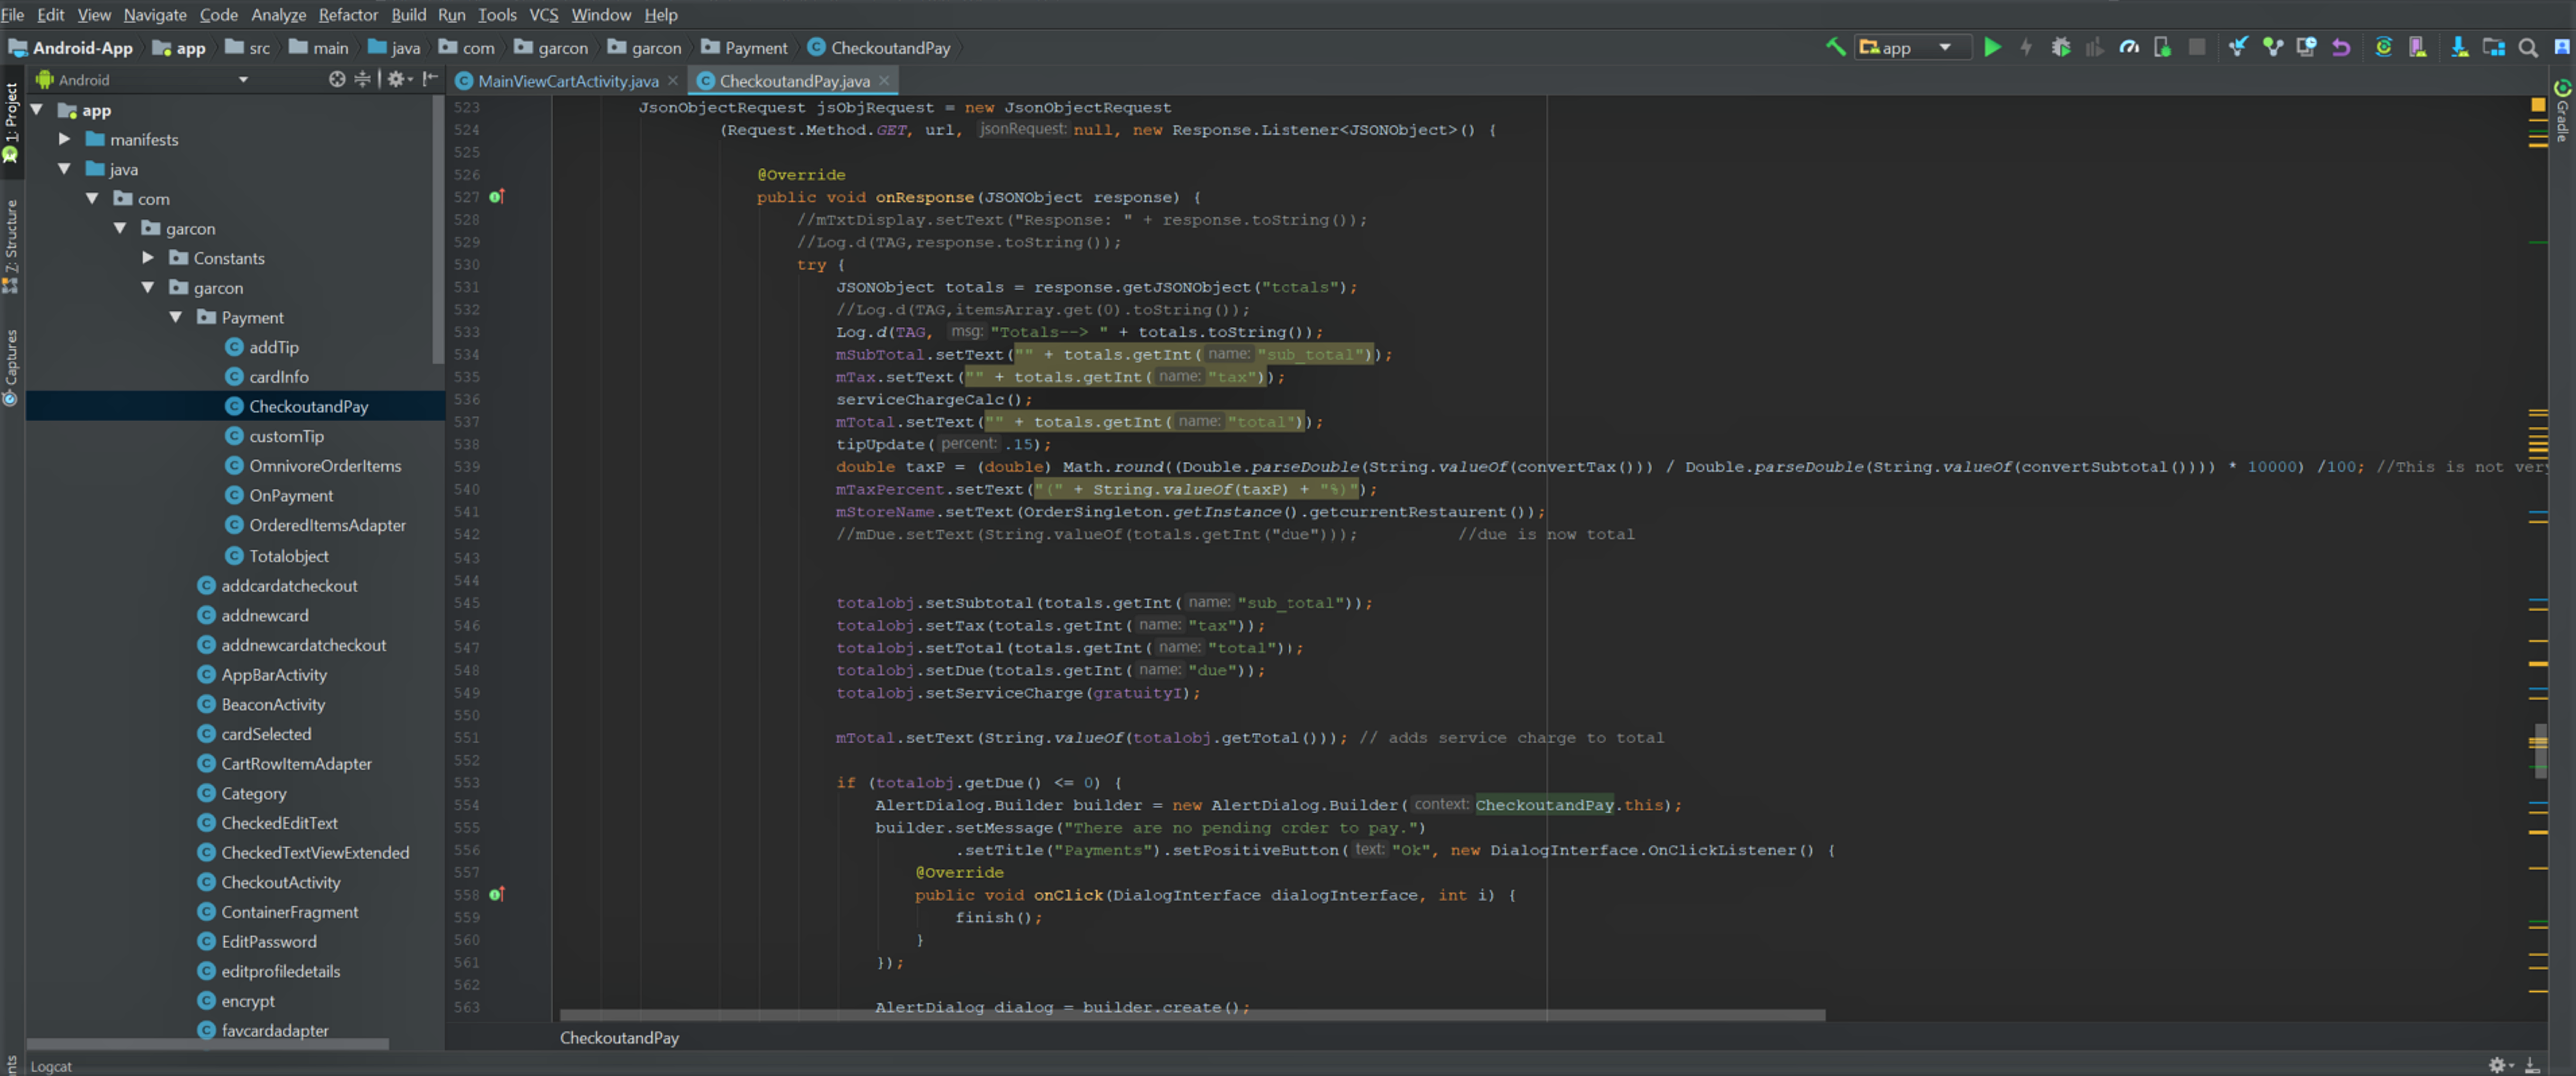 File Edit View Navigate Code Analyze Refactor Build Run Tools VCS Window Help
Android-App app src main java com garcon garcon Payment CheckoutandPay
app
Android
MainViewCartActivity.java CheckoutandPay.java
1: Project
7: Structure
Captures
app
manifests
java
com
garcon
Constants
garcon
Payment
addTip
cardInfo
CheckoutandPay
customTip
OmnivoreOrderItems
OnPayment
OrderedItemsAdapter
Totalobject
addcardatcheckout
addnewcard
addnewcardatcheckout
AppBarActivity
BeaconActivity
cardSelected
CartRowItemAdapter
Category
CheckedEditText
CheckedTextViewExtended
CheckoutActivity
ContainerFragment
EditPassword
editprofiledetails
encrypt
favcardadapter
523 JsonObjectRequest jsObjRequest = new JsonObjectRequest
524 (Request.Method.GET, url, jsonRequest: null, new Response.Listener<JSONObject>() {
525
526 @Override
527 public void onResponse(JSONObject response) {
528 //mTxtDisplay.setText("Response: " + response.toString());
529 //Log.d(TAG,response.toString());
530 try {
531 JSONObject totals = response.getJSONObject("totals");
532 //Log.d(TAG,itemsArray.get(0).toString());
533 Log.d(TAG, msg: "Totals--> " + totals.toString());
534 mSubTotal.setText("" + totals.getInt( name: "sub_total"));
535 mTax.setText("" + totals.getInt( name: "tax"));
536 serviceChargeCalc();
537 mTotal.setText("" + totals.getInt( name: "total"));
538 tipUpdate( percent: .15);
539 double taxP = (double) Math.round((Double.parseDouble(String.valueOf(convertTax())) / Double.parseDouble(String.valueOf(convertSubtotal()))) * 10000) /100; //This is not very
540 mTaxPercent.setText("(" + String.valueOf(taxP) + "%)");
541 mStoreName.setText(OrderSingleton.getInstance().getcurrentRestaurent());
542 //mDue.setText(String.valueOf(totals.getInt("due"))); //due is now total
543
544
545 totalobj.setSubtotal(totals.getInt( name: "sub_total"));
546 totalobj.setTax(totals.getInt( name: "tax"));
547 totalobj.setTotal(totals.getInt( name: "total"));
548 totalobj.setDue(totals.getInt( name: "due"));
549 totalobj.setServiceCharge(gratuityI);
550
551 mTotal.setText(String.valueOf(totalobj.getTotal())); // adds service charge to total
552
553 if (totalobj.getDue() <= 0) {
554 AlertDialog.Builder builder = new AlertDialog.Builder( context: CheckoutandPay.this);
555 builder.setMessage("There are no pending order to pay.")
556 .setTitle("Payments").setPositiveButton( text: "Ok", new DialogInterface.OnClickListener() {
557 @Override
558 public void onClick(DialogInterface dialogInterface, int i) {
559 finish();
560 }
561 });
562
563 AlertDialog dialog = builder.create();
CheckoutandPay
Gradle
Logcat